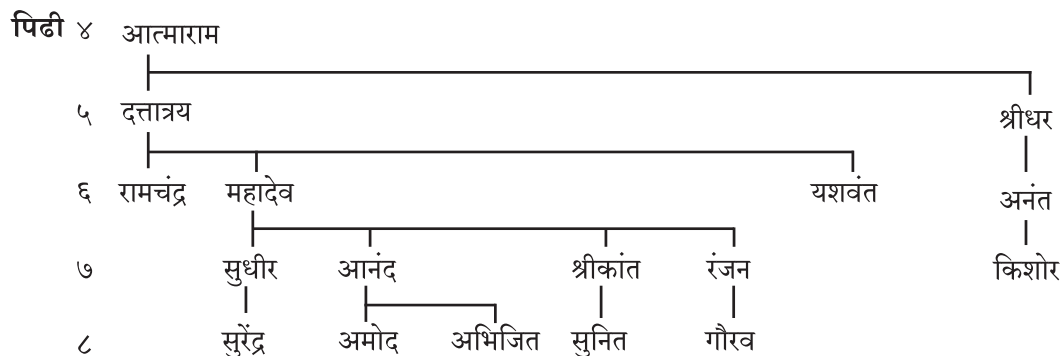 पिढी ४ आत्माराम
५ दत्तात्रय श्रीधर
६ रामचंद्र महादेव यशवंत अनंत
७ सुधीर आनंद श्रीकांत रंजन किशोर
८ सुरेंद्र अमोद अभिजित सुनित गौरव